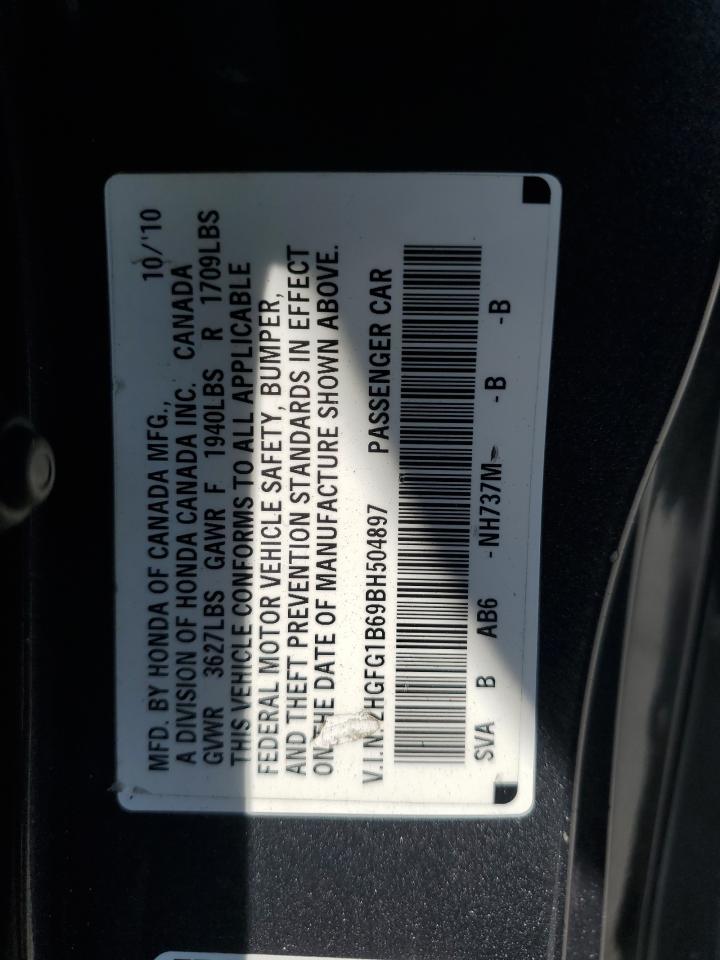 MFD. BY HONDA OF CANADA MFG., 10/'10
A DIVISION OF HONDA CANADA INC. CANADA
GVWR 3627LBS GAWR F 1940LBS R 1709LBS
THIS VEHICLE CONFORMS TO ALL APPLICABLE
FEDERAL MOTOR VEHICLE SAFETY, BUMPER,
AND THEFT PREVENTION STANDARDS IN EFFECT
ON THE DATE OF MANUFACTURE SHOWN ABOVE.
V.I.N. 2HGFG1B69BH504897 PASSENGER CAR
SVA B AB6 -NH737M- -B -B